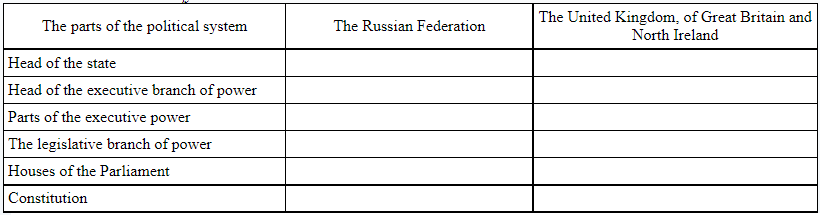 The parts of the political system
The Russian Federation
The United Kingdom, of Great Britain and
North Ireland
Head of the state
Head of the executive branch of power
Parts of the executive power
The legislative branch of power
Houses of the Parliament
Constitution